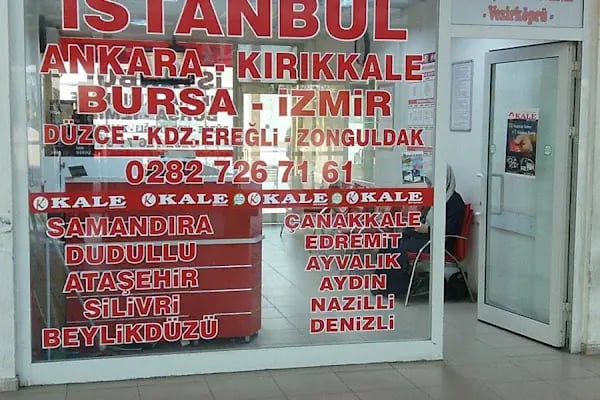 İSTANBUL
ANKARA - KIRIKKALE
BURSA - İZMİR
DÜZCE - KDZ.EREĞLİ - ZONGULDAK
0282 726 71 61
KALE KALE KALE KALE
SAMANDIRA
DUDULLU
ATAŞEHİR
SİLİVRİ
BEYLİKDÜZÜ
ÇANAKKALE
EDREMİT
AYVALIK
AYDIN
NAZİLLİ
DENİZLİ
- Vezirköprü -
KALE